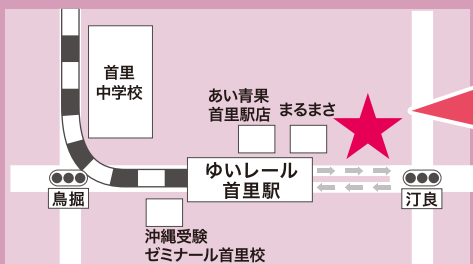 首里
中学校
あい青果
首里駅店
まるまさ
ゆいレール
首里駅
鳥堀
汀良
沖縄受験
ゼミナール首里校